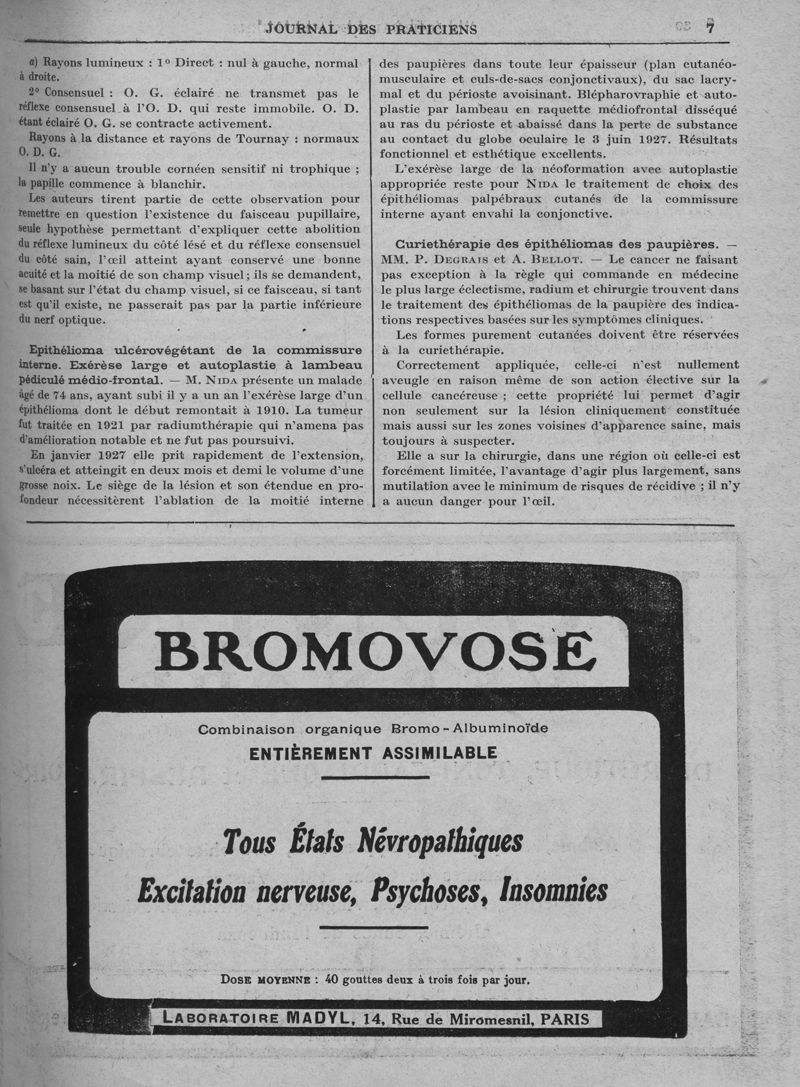 JOURNAL DES PRATICIENS 7
a) Rayons lumineux : 1º Direct : nul à gauche, normal
à droite.
2º Consensuel : O. G. éclairé ne transmet pas le
réflexe consensuel à l'O. D. qui reste immobile. O. D.
étant éclairé O. G. se contracte activement.
Rayons à la distance et rayons de Tournay : normaux
O. D. G.
Il n'y a aucun trouble cornéen sensitif ni trophique ;
la papille commence à blanchir.
Les auteurs tirent partie de cette observation pour
remettre en question l'existence du faisceau pupillaire,
seule hypothèse permettant d'expliquer cette abolition
du réflexe lumineux du côté lésé et du réflexe consensuel
du côté sain, l'œil atteint ayant conservé une bonne
acuité et la moitié de son champ visuel ; ils se demandent,
se basant sur l'état du champ visuel, si ce faisceau, si tant
est qu'il existe, ne passerait pas par la partie inférieure
du nerf optique.
Epithélioma ulcérovégétant de la commissure
interne. Exérèse large et autoplastie à lambeau
pédiculé médio-frontal. — M. NIDA présente un malade
âgé de 74 ans, ayant subi il y a un an l'exérèse large d'un
épithélioma dont le début remontait à 1910. La tumeur
fut traitée en 1921 par radiumthérapie qui n'amena pas
d'amélioration notable et ne fut pas poursuivi.
En janvier 1927 elle prit rapidement de l'extension,
s'ulcéra et atteingit en deux mois et demi le volume d'une
grosse noix. Le siège de la lésion et son étendue en pro-
fondeur nécessitèrent l'ablation de la moitié interne
des paupières dans toute leur épaisseur (plan cutanéo-
musculaire et culs-de-sacs conjonctivaux), du sac lacry-
mal et du périoste avoisinant. Blépharovraphie et auto-
plastie par lambeau en raquette médiofrontal disséqué
au ras du périoste et abaissé dans la perte de substance
au contact du globe oculaire le 3 juin 1927. Résultats
fonctionnel et esthétique excellents.
L'exérèse large de la néoformation avec autoplastie
appropriée reste pour NIDA le traitement de choix des
épithéliomas palpébraux cutanés de la commissure
interne ayant envahi la conjonctive.
Curiethérapie des épithéliomas des paupières. —
MM. P. DEGRAIS et A. BELLOT. — Le cancer ne faisant
pas exception à la règle qui commande en médecine
le plus large éclectisme, radium et chirurgie trouvent dans
le traitement des épithéliomas de la paupière des indica-
tions respectives basées sur les symptômes cliniques.
Les formes purement cutanées doivent être réservées
à la curiethérapie.
Correctement appliquée, celle-ci n'est nullement
aveugle en raison même de son action élective sur la
cellule cancéreuse ; cette propriété lui permet d'agir
non seulement sur la lésion cliniquement constituée
mais aussi sur les zones voisines d'apparence saine, mais
toujours à suspecter.
Elle a sur la chirurgie, dans une région où celle-ci est
forcément limitée, l'avantage d'agir plus largement, sans
mutilation avec le minimum de risques de récidive ; il n'y
a aucun danger pour l'œil.
BROMOVOSE
Combinaison organique Bromo-Albuminoïde
ENTIÈREMENT ASSIMILABLE
Tous États Névropathiques
Excitation nerveuse, Psychoses, Insomnies
DOSE MOYENNE : 40 gouttes deux à trois fois par jour.
LABORATOIRE MADYL, 14, Rue de Miromesnil, PARIS